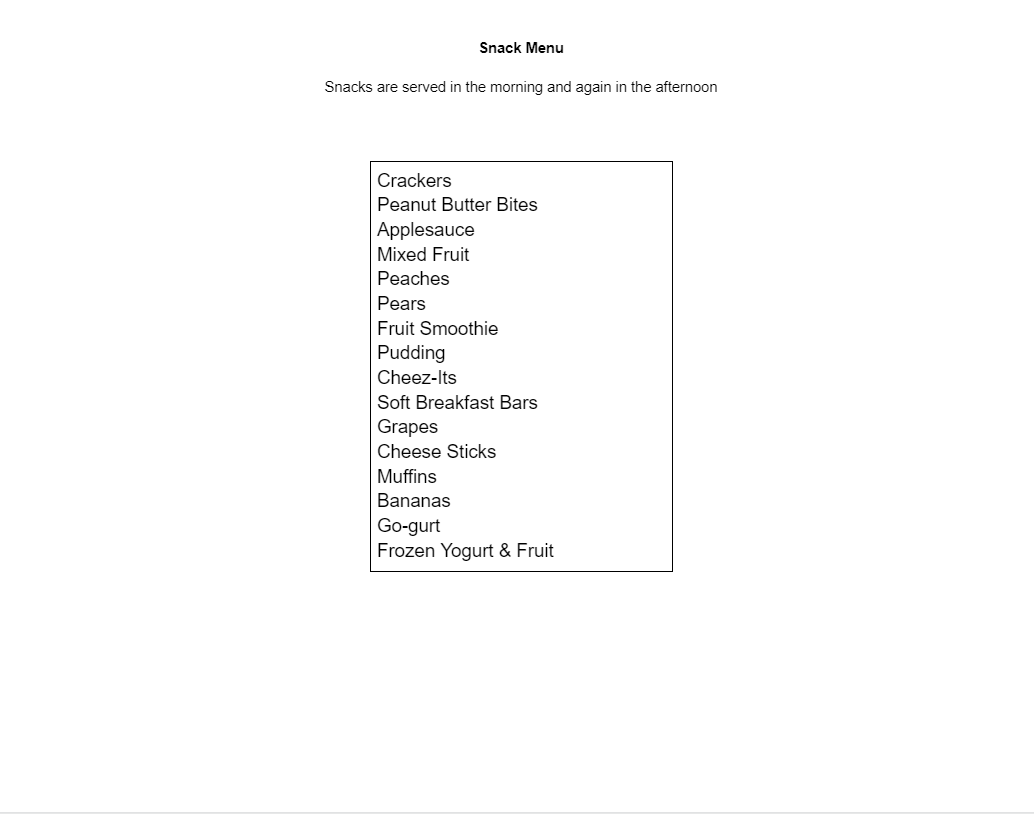 Snack Menu
Snacks are served in the morning and again in the afternoon
Crackers
Peanut Butter Bites
Applesauce
Mixed Fruit
Peaches
Pears
Fruit Smoothie
Pudding
Cheez-Its
Soft Breakfast Bars
Grapes
Cheese Sticks
Muffins
Bananas
Go-gurt
Frozen Yogurt & Fruit